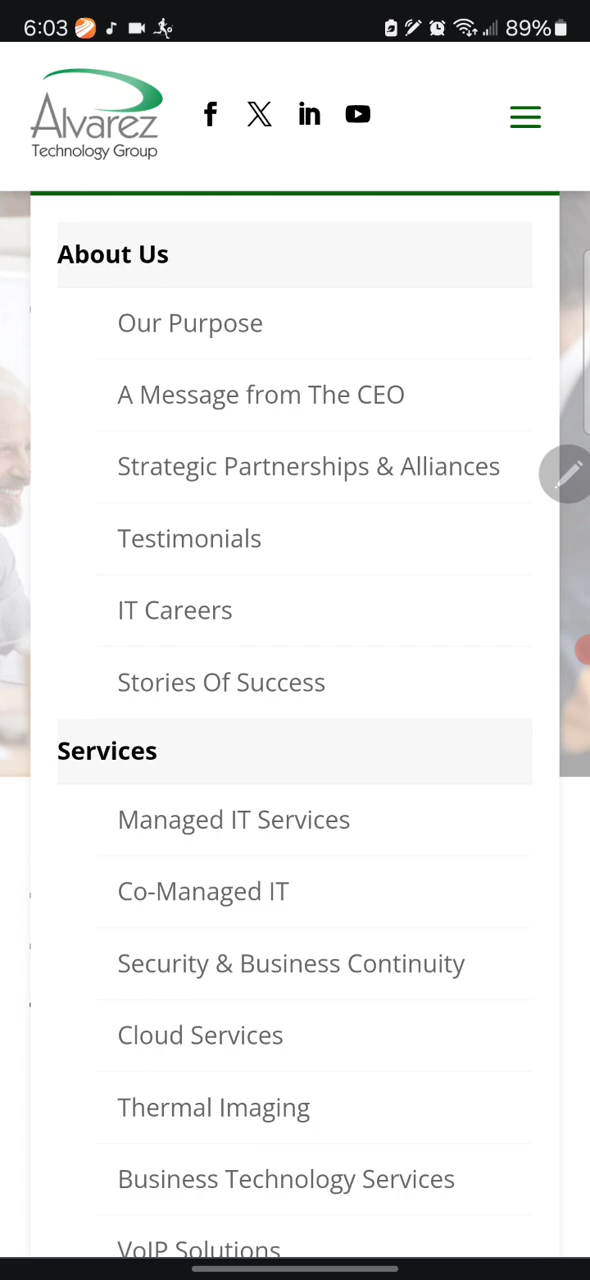 6:03
89%
Alvarez
Technology Group
About Us
Our Purpose
A Message from The CEO
Strategic Partnerships & Alliances
Testimonials
IT Careers
Stories Of Success
Services
Managed IT Services
Co-Managed IT
Security & Business Continuity
Cloud Services
Thermal Imaging
Business Technology Services
VoIP Solutions